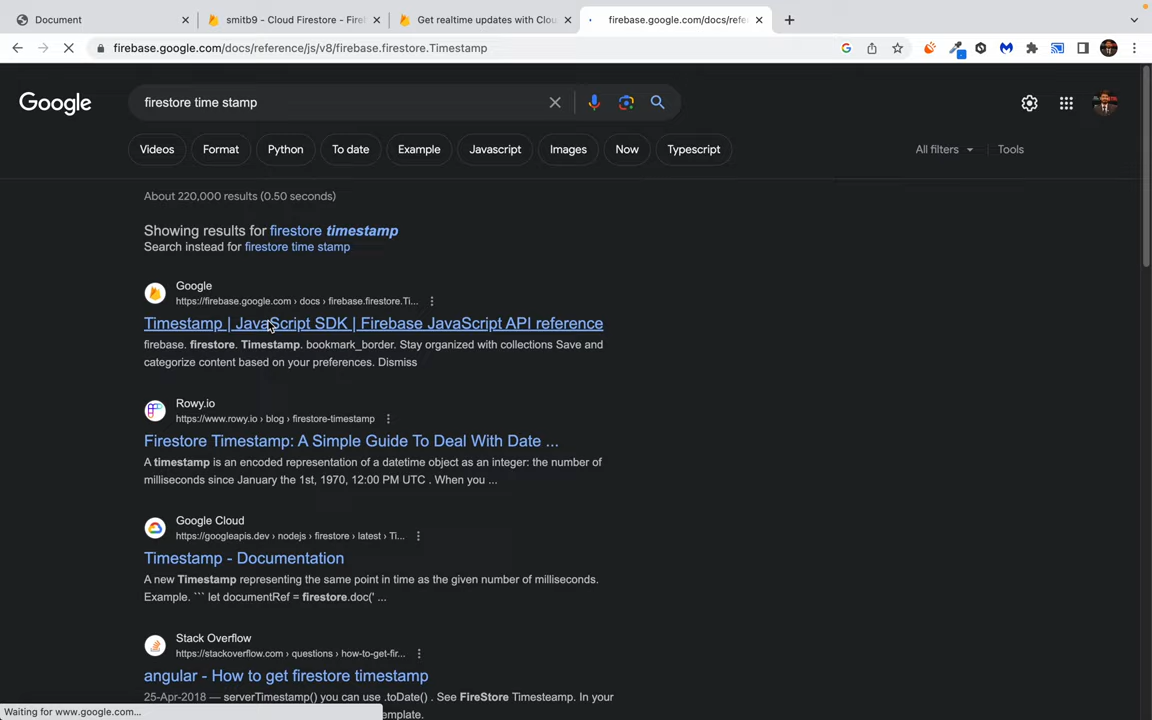 Document
smitb9 - Cloud Firestore - Fire
Get realtime updates with Clou
firebase.google.com/docs/refe
firebase.google.com/docs/reference/js/v8/firebase.firestore.Timestamp
Google
firestore time stamp
Videos
Format
Python
To date
Example
Javascript
Images
Now
Typescript
All filters
Tools
About 220,000 results (0.50 seconds)
Showing results for firestore timestamp
Search instead for firestore time stamp
Google
https://firebase.google.com › docs › firebase.firestore.Ti...
Timestamp | JavaScript SDK | Firebase JavaScript API reference
firebase. firestore. Timestamp. bookmark_border. Stay organized with collections Save and
categorize content based on your preferences. Dismiss
Rowy.io
https://www.rowy.io › blog › firestore-timestamp
Firestore Timestamp: A Simple Guide To Deal With Date ...
A timestamp is an encoded representation of a datetime object as an integer: the number of
milliseconds since January the 1st, 1970, 12:00 PM UTC . When you ...
Google Cloud
https://googleapis.dev › nodejs › firestore › latest › Ti...
Timestamp - Documentation
A new Timestamp representing the same point in time as the given number of milliseconds.
Example. ``` let documentRef = firestore.doc(' ...
Stack Overflow
https://stackoverflow.com › questions › how-to-get-fir...
angular - How to get firestore timestamp
25-Apr-2018 — serverTimestamp() you can use .toDate() . See FireStore Timesteamp. In your
emplate.
Waiting for www.google.com...